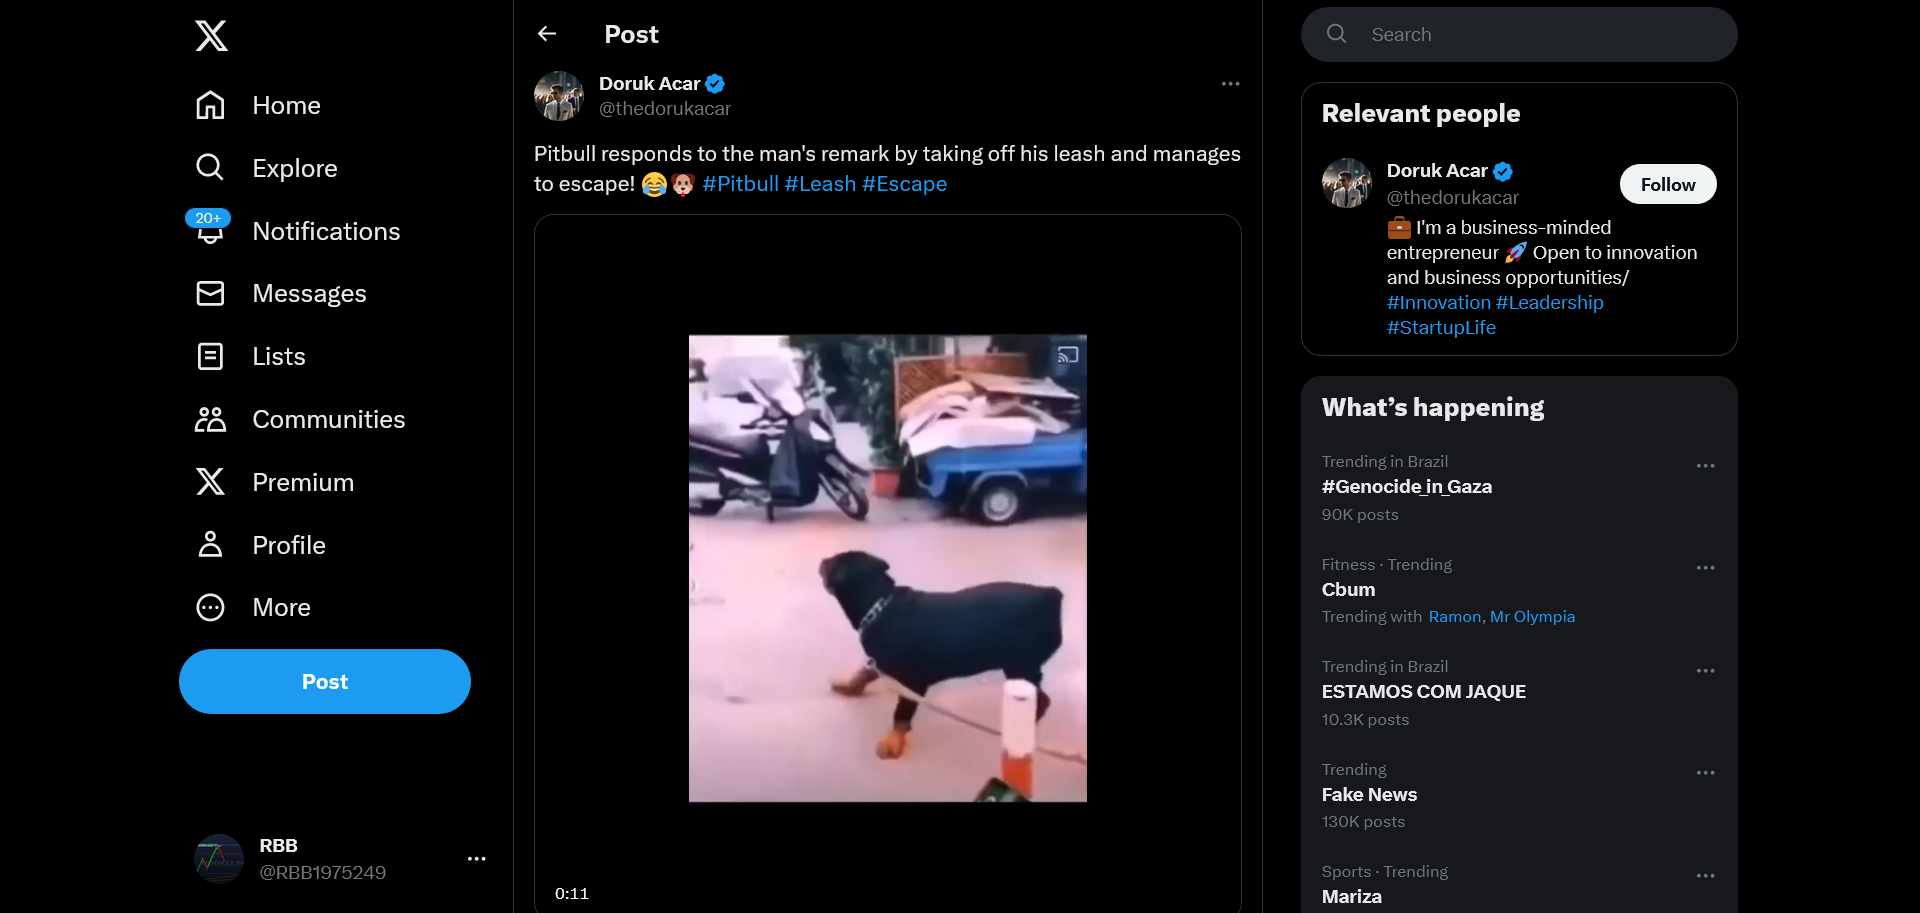 Home
Explore
20+
Notifications
Messages
Lists
Communities
Premium
Profile
More
Post
RBB
@RBB1975249
Post
Doruk Acar
@thedorukacar
Pitbull responds to the man's remark by taking off his leash and manages
to escape! 😂🐶 #Pitbull #Leash #Escape
0:11
Search
Relevant people
Doruk Acar
@thedorukacar
Follow
💼 I'm a business-minded
entrepreneur 🚀 Open to innovation
and business opportunities/
#Innovation #Leadership
#StartupLife
What’s happening
Trending in Brazil
#Genocide_in_Gaza
90K posts
Fitness · Trending
Cbum
Trending with Ramon, Mr Olympia
Trending in Brazil
ESTAMOS COM JAQUE
10.3K posts
Trending
Fake News
130K posts
Sports · Trending
Mariza